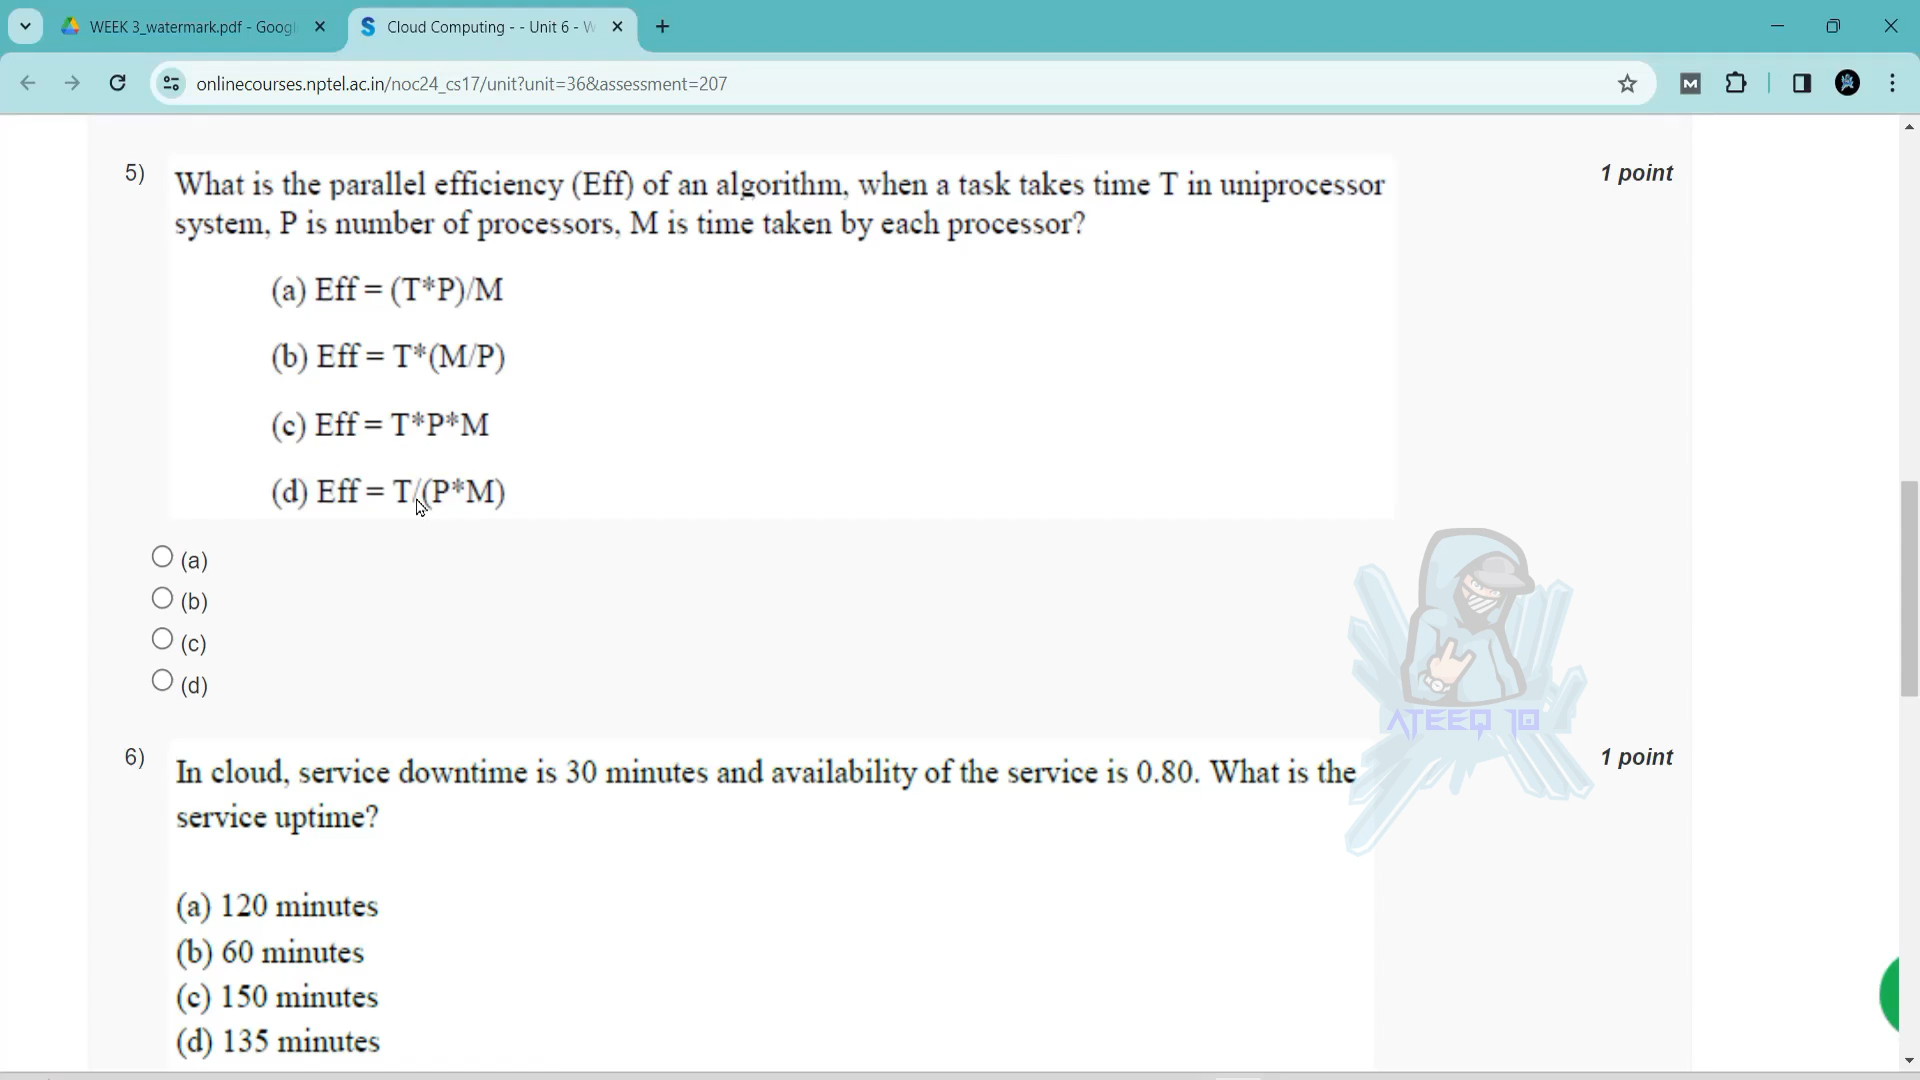 WEEK 3_watermark.pdf - Googl
Cloud Computing - - Unit 6 - W
onlinecourses.nptel.ac.in/noc24_cs17/unit?unit=36&assessment=207
5)
1 point
What is the parallel efficiency (Eff) of an algorithm, when a task takes time T in uniprocessor
system, P is number of processors, M is time taken by each processor?
(a) Eff = (T*P)/M
(b) Eff = T*(M/P)
(c) Eff = T*P*M
(d) Eff = T/(P*M)
(a)
(b)
(c)
(d)
ATEEQ 10
6)
1 point
In cloud, service downtime is 30 minutes and availability of the service is 0.80. What is the
service uptime?
(a) 120 minutes
(b) 60 minutes
(c) 150 minutes
(d) 135 minutes